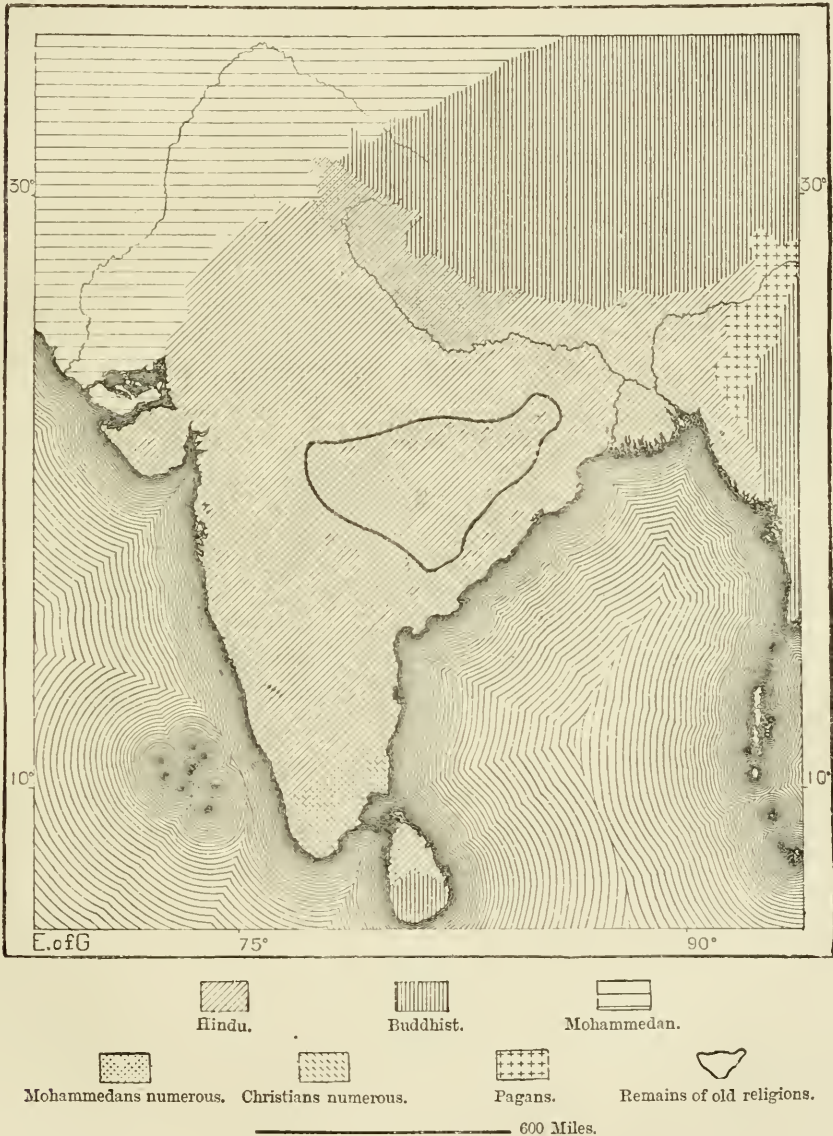 30° 30°
10° 10°
E.ofG 75° 90°
Hindu. Buddhist. Mohammedan.
Mohammedans numerous. Christians numerous. Pagans. Remains of old religions.
600 Miles.